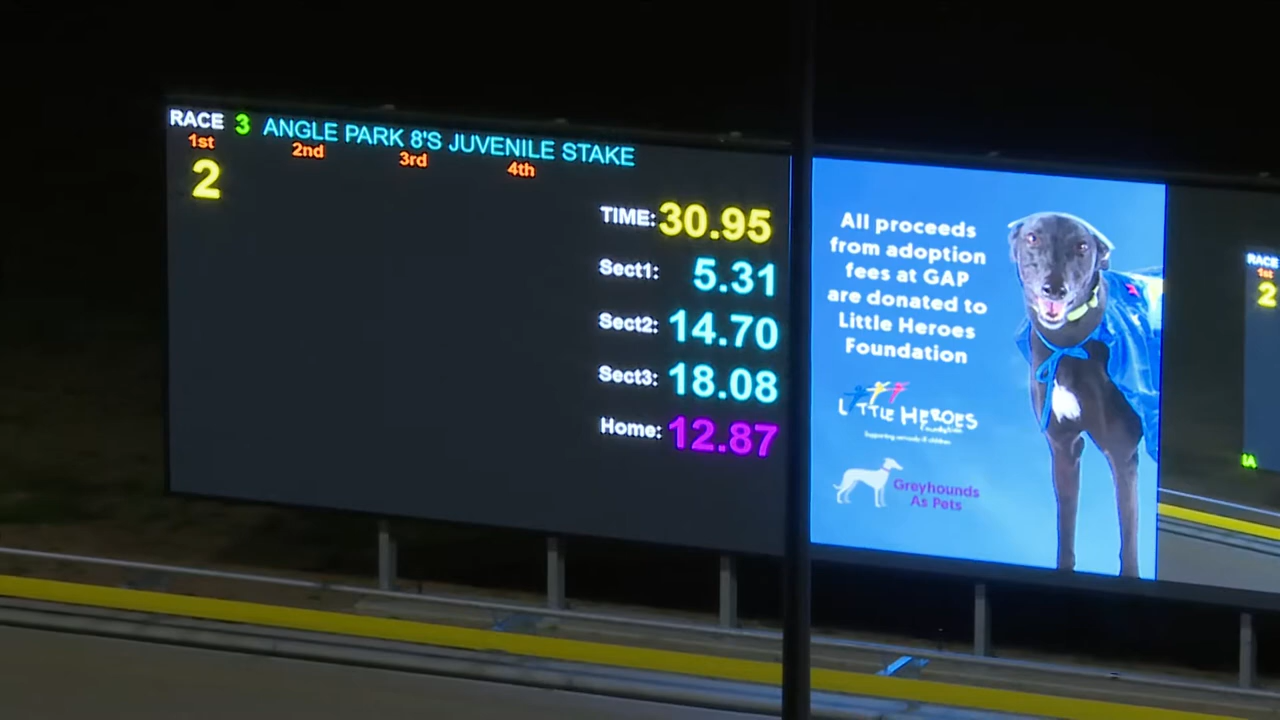 RACE 3 ANGLE PARK 8'S JUVENILE STAKE
1st 2nd 3rd 4th
2
TIME: 30.95
Sect1: 5.31
Sect2: 14.70
Sect3: 18.08
Home: 12.87
All proceeds
from adoption
fees at GAP
are donated to
Little Heroes
Foundation
LITTLE HEROES
Foundation
Greyhounds
As Pets
RACE
1st
2
IA